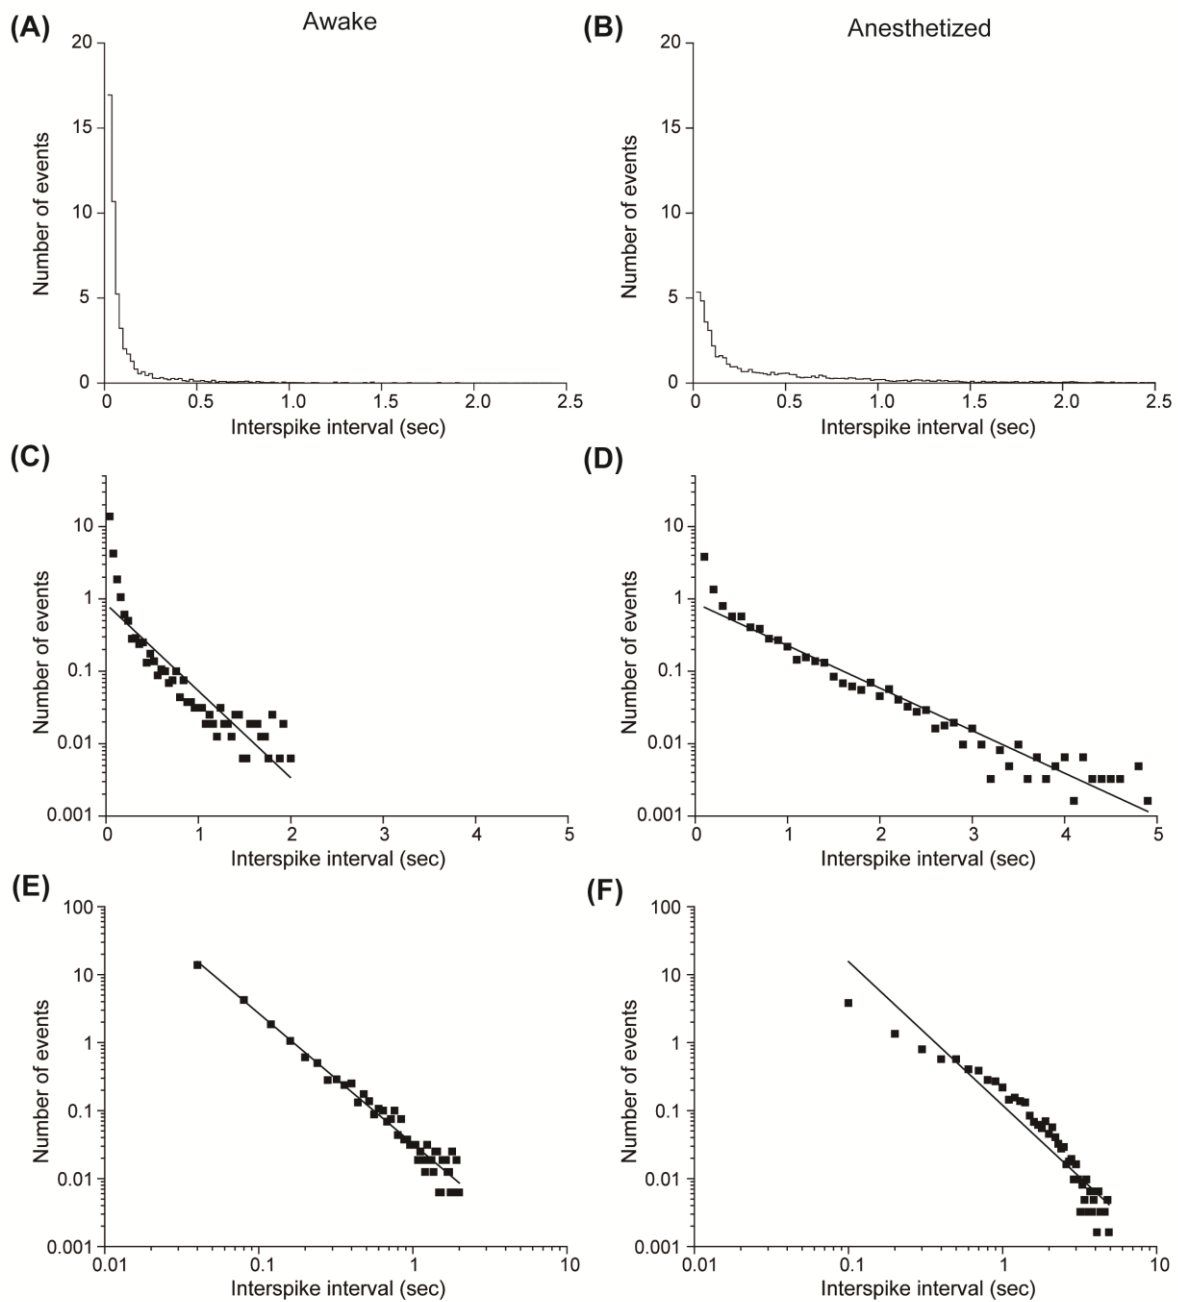 (A) Awake
20
15
10
5
0
Number of events
0 0.5 1.0 1.5 2.0 2.5
Interspike interval (sec)
(B) Anesthetized
20
15
10
5
0
Number of events
0 0.5 1.0 1.5 2.0 2.5
Interspike interval (sec)
(C)
10
1
0.1
0.01
0.001
Number of events
0 1 2 3 4 5
Interspike interval (sec)
(D)
10
1
0.1
0.01
0.001
Number of events
0 1 2 3 4 5
Interspike interval (sec)
(E)
100
10
1
0.1
0.01
0.001
Number of events
0.01 0.1 1 10
Interspike interval (sec)
(F)
100
10
1
0.1
0.01
0.001
Number of events
0.01 0.1 1 10
Interspike interval (sec)